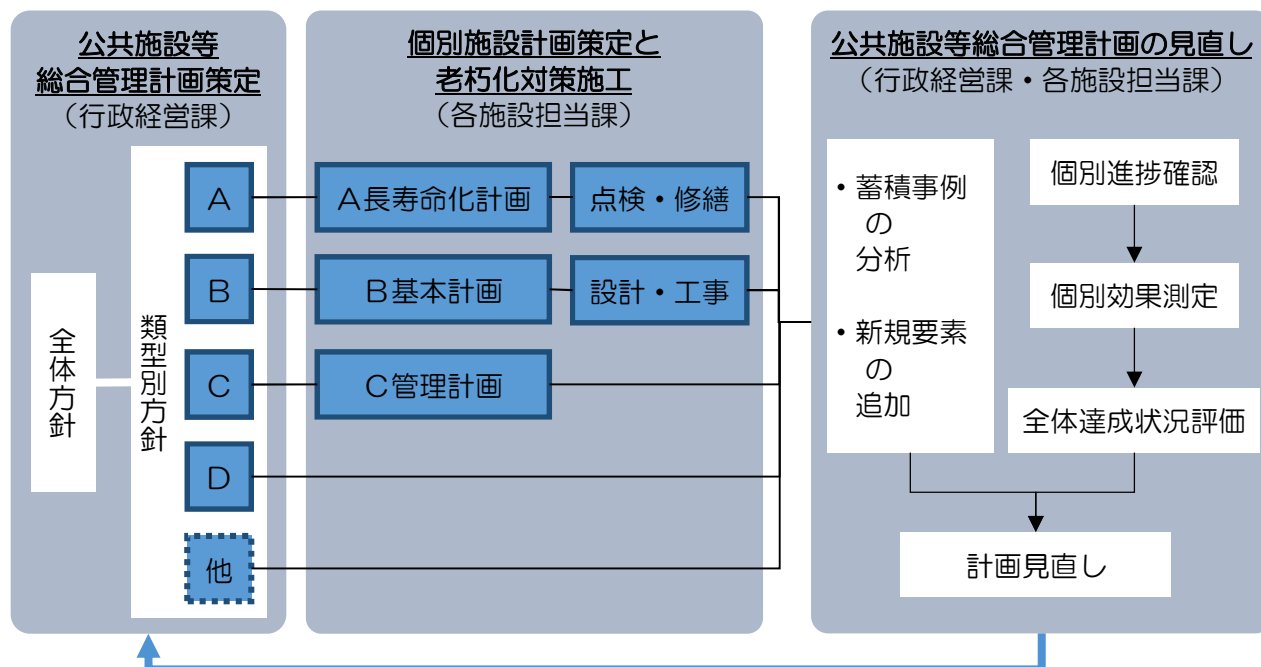 公共施設等
総合管理計画策定
（行政経営課）
全体方針
類型別方針
A
B
C
D
他
個別施設計画策定と
老朽化対策施工
（各施設担当課）
A長寿命化計画
点検・修繕
B基本計画
設計・工事
C管理計画
公共施設等総合管理計画の見直し
（行政経営課・各施設担当課）
・蓄積事例
の
分析
・新規要素
の
追加
個別進捗確認
個別効果測定
全体達成状況評価
計画見直し